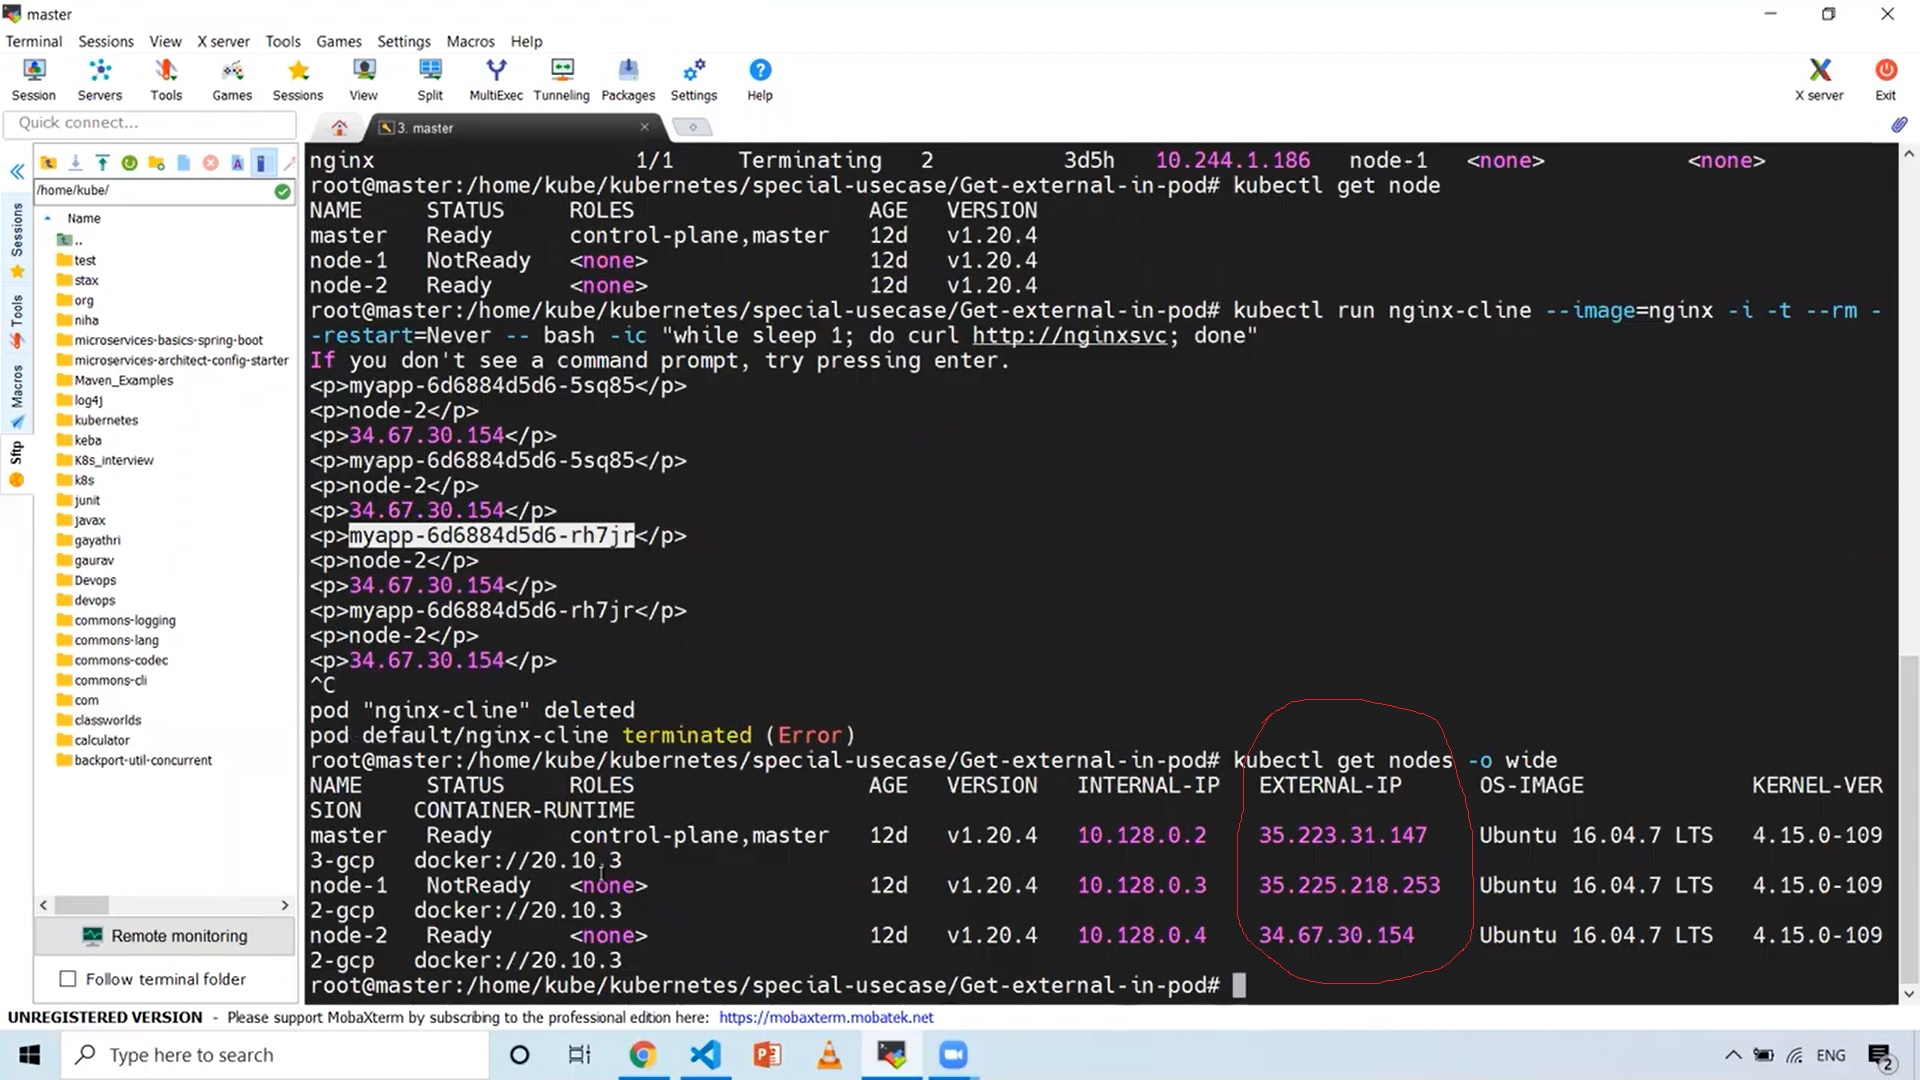 master
Terminal Sessions View X server Tools Games Settings Macros Help
Session Servers Tools Games Sessions View Split MultiExec Tunneling Packages Settings Help X server Exit
Quick connect...
3. master
/home/kube/
Name
..
test
stax
org
niha
microservices-basics-spring-boot
microservices-architect-config-starter
Maven_Examples
log4j
kubernetes
keba
K8s_interview
k8s
junit
javax
gayathri
gaurav
Devops
devops
commons-logging
commons-lang
commons-codec
commons-cli
com
classworlds
calculator
backport-util-concurrent
Sessions
Tools
Macros
Sftp
Remote monitoring
Follow terminal folder
nginx 1/1 Terminating 2 3d5h 10.244.1.186 node-1 <none> <none>
root@master:/home/kube/kubernetes/special-usecase/Get-external-in-pod# kubectl get node
NAME STATUS ROLES AGE VERSION
master Ready control-plane,master 12d v1.20.4
node-1 NotReady <none> 12d v1.20.4
node-2 Ready <none> 12d v1.20.4
root@master:/home/kube/kubernetes/special-usecase/Get-external-in-pod# kubectl run nginx-cline --image=nginx -i -t --rm -
-restart=Never -- bash -ic "while sleep 1; do curl http://nginxsvc; done"
If you don't see a command prompt, try pressing enter.
<p>myapp-6d6884d5d6-5sq85</p>
<p>node-2</p>
<p>34.67.30.154</p>
<p>myapp-6d6884d5d6-5sq85</p>
<p>node-2</p>
<p>34.67.30.154</p>
<p>myapp-6d6884d5d6-rh7jr</p>
<p>node-2</p>
<p>34.67.30.154</p>
<p>myapp-6d6884d5d6-rh7jr</p>
<p>node-2</p>
<p>34.67.30.154</p>
^C
pod "nginx-cline" deleted
pod default/nginx-cline terminated (Error)
root@master:/home/kube/kubernetes/special-usecase/Get-external-in-pod# kubectl get nodes -o wide
NAME STATUS ROLES AGE VERSION INTERNAL-IP EXTERNAL-IP OS-IMAGE KERNEL-VER
SION CONTAINER-RUNTIME
master Ready control-plane,master 12d v1.20.4 10.128.0.2 35.223.31.147 Ubuntu 16.04.7 LTS 4.15.0-109
3-gcp docker://20.10.3
node-1 NotReady <none> 12d v1.20.4 10.128.0.3 35.225.218.253 Ubuntu 16.04.7 LTS 4.15.0-109
2-gcp docker://20.10.3
node-2 Ready <none> 12d v1.20.4 10.128.0.4 34.67.30.154 Ubuntu 16.04.7 LTS 4.15.0-109
2-gcp docker://20.10.3
root@master:/home/kube/kubernetes/special-usecase/Get-external-in-pod#
UNREGISTERED VERSION - Please support MobaXterm by subscribing to the professional edition here: https://mobaxterm.mobatek.net
Type here to search
ENG
2